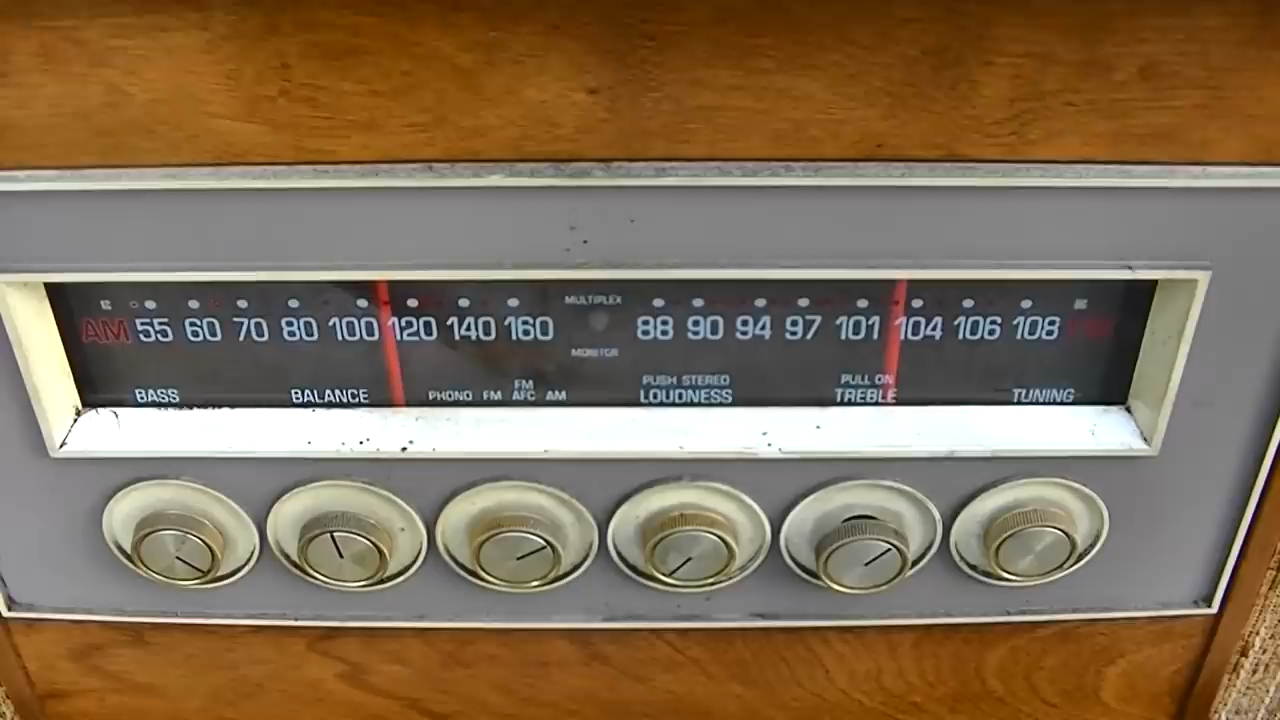 MULTIPLEX
AM 55 60 70 80 100 120 140 160 88 90 94 97 101 104 106 108 FM
MONITOR
FM PUSH STEREO PULL ON
BASS BALANCE PHONO FM AFC AM LOUDNESS TREBLE TUNING